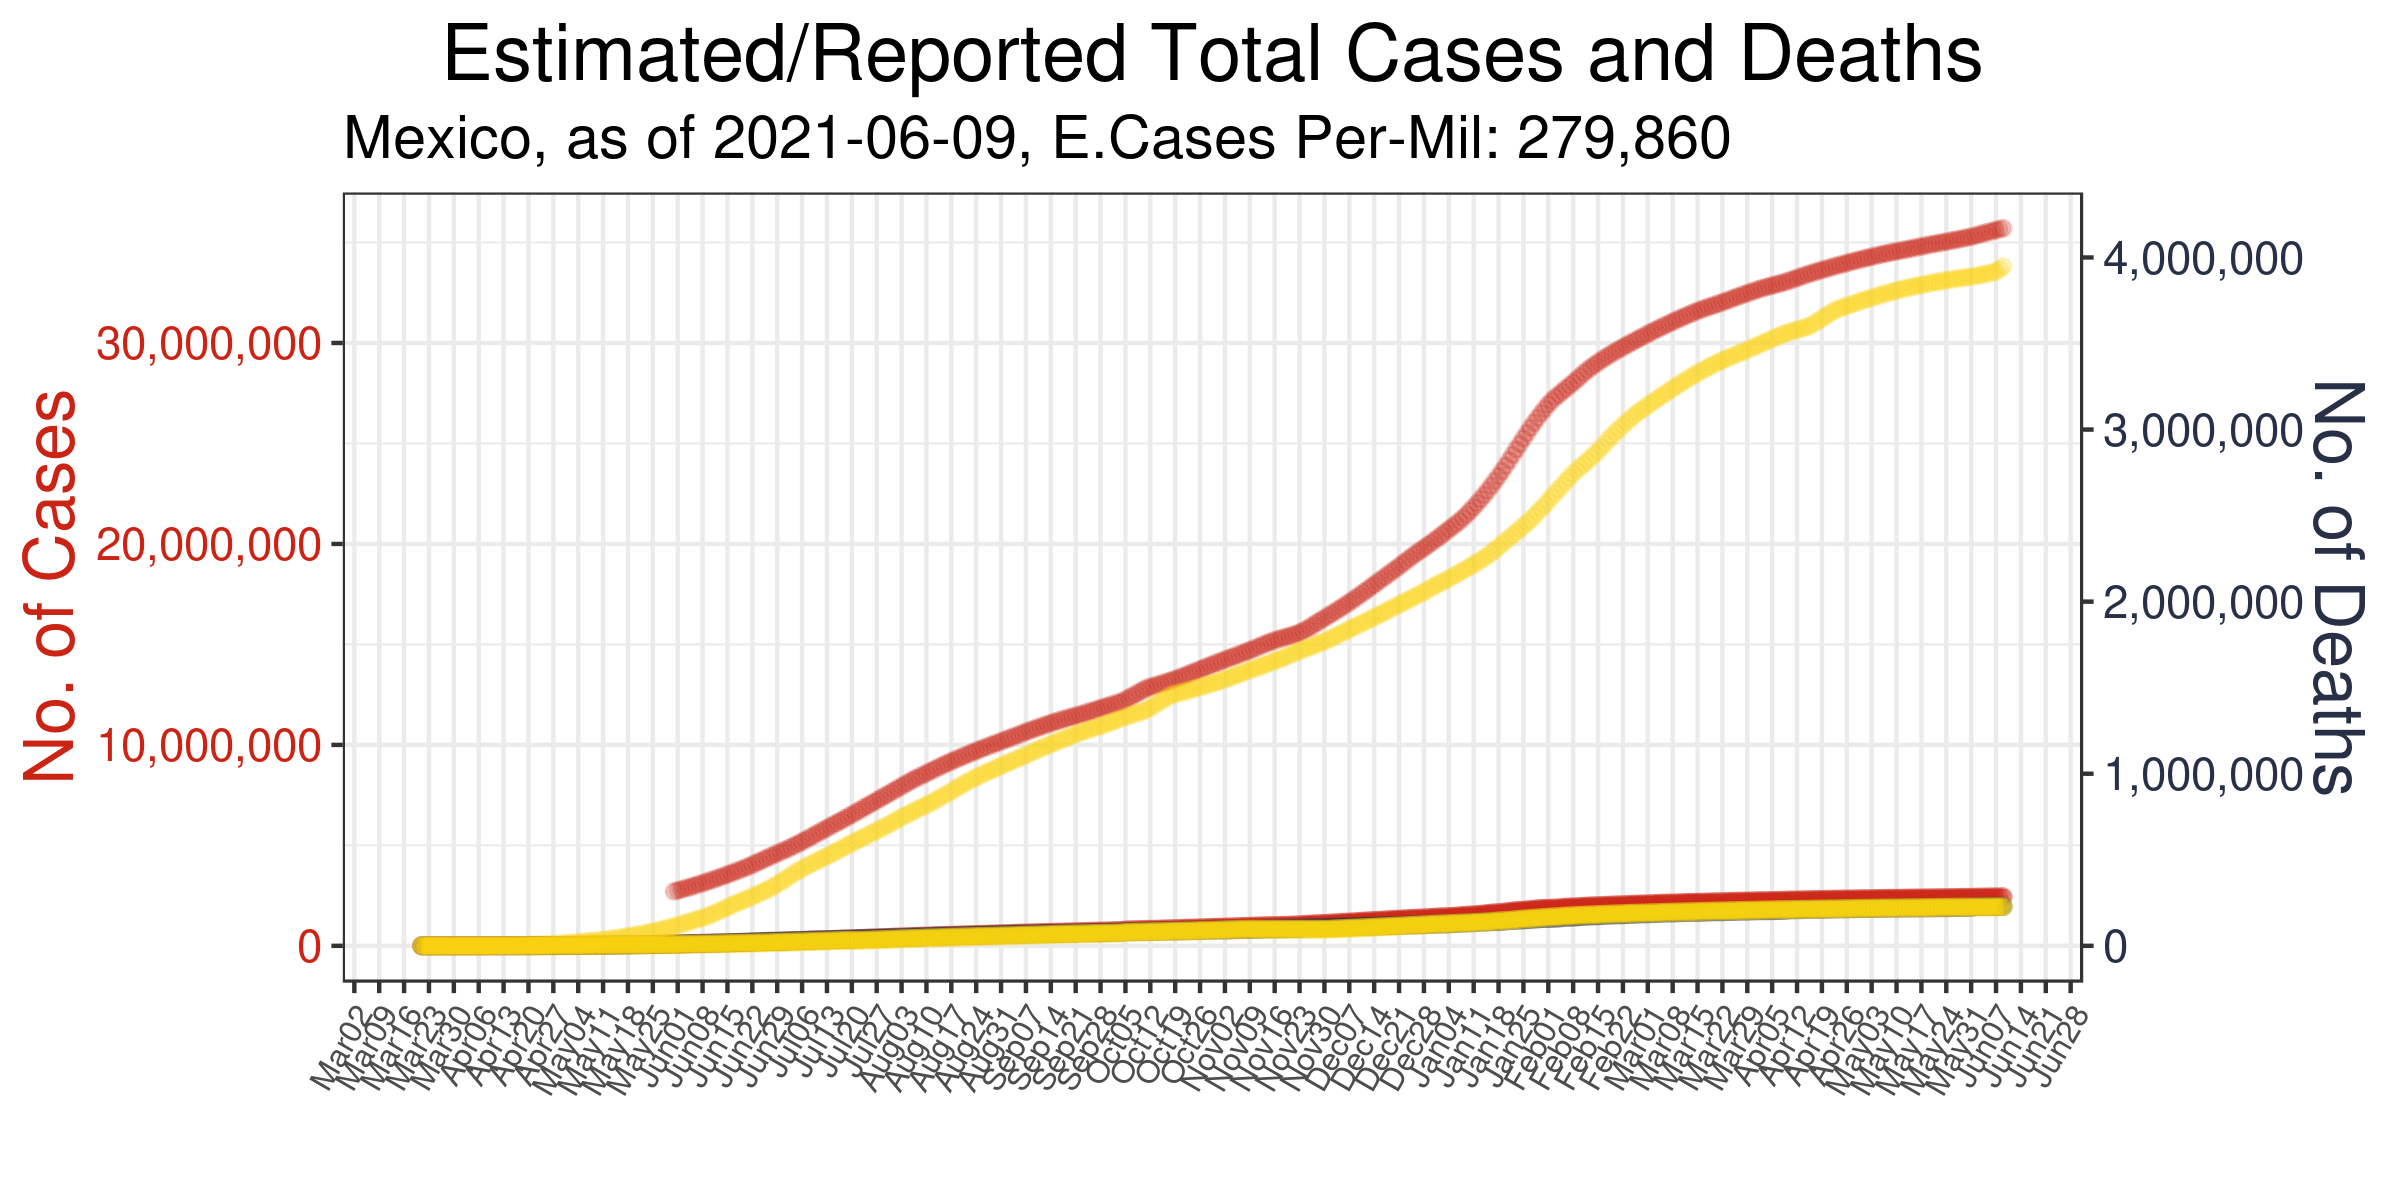 Estimated/Reported Total Cases and Deaths
Mexico, as of 2021-06-09, E.Cases Per-Mil: 279,860
No. of Cases
30,000,000
20,000,000
10,000,000
0
4,000,000
3,000,000
2,000,000
1,000,000
0
No. of Deaths
Mar02
Mar09
Mar16
Mar23
Mar30
Apr06
Apr13
Apr20
Apr27
May04
May11
May18
May25
Jun01
Jun08
Jun15
Jun22
Jun29
Jul06
Jul13
Jul20
Jul27
Aug03
Aug10
Aug17
Aug24
Aug31
Sep07
Sep14
Sep21
Sep28
Oct05
Oct12
Oct19
Oct26
Nov02
Nov09
Nov16
Nov23
Nov30
Dec07
Dec14
Dec21
Dec28
Jan04
Jan11
Jan18
Jan25
Feb01
Feb08
Feb15
Feb22
Mar01
Mar08
Mar15
Mar22
Mar29
Apr05
Apr12
Apr19
Apr26
May03
May10
May17
May24
May31
Jun07
Jun14
Jun21
Jun28